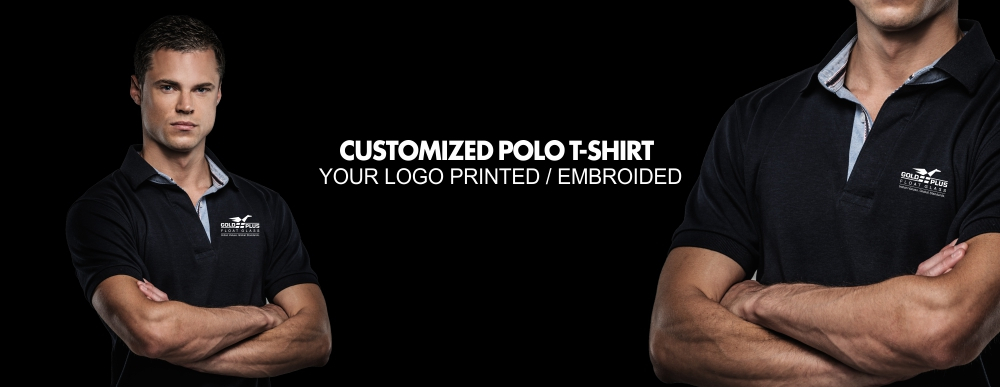 CUSTOMIZED POLO T-SHIRT
YOUR LOGO PRINTED / EMBROIDED
GOLD PLUS
FLOAT GLASS
GOLD PLUS
FLOAT GLASS